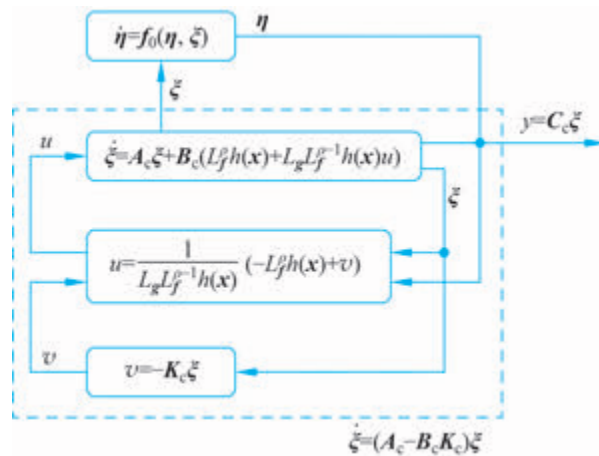 η̇=f₀(η, ξ)
η
ξ
u
ξ̇=A_cξ+B_c(L_f^ρh(x)+L_gL_f^{ρ−1}h(x)u)
y=C_cξ
ξ
u=1/(L_gL_f^{ρ−1}h(x)) (−L_f^ρh(x)+v)
v
v=−K_cξ
ξ̇=(A_c−B_cK_c)ξ